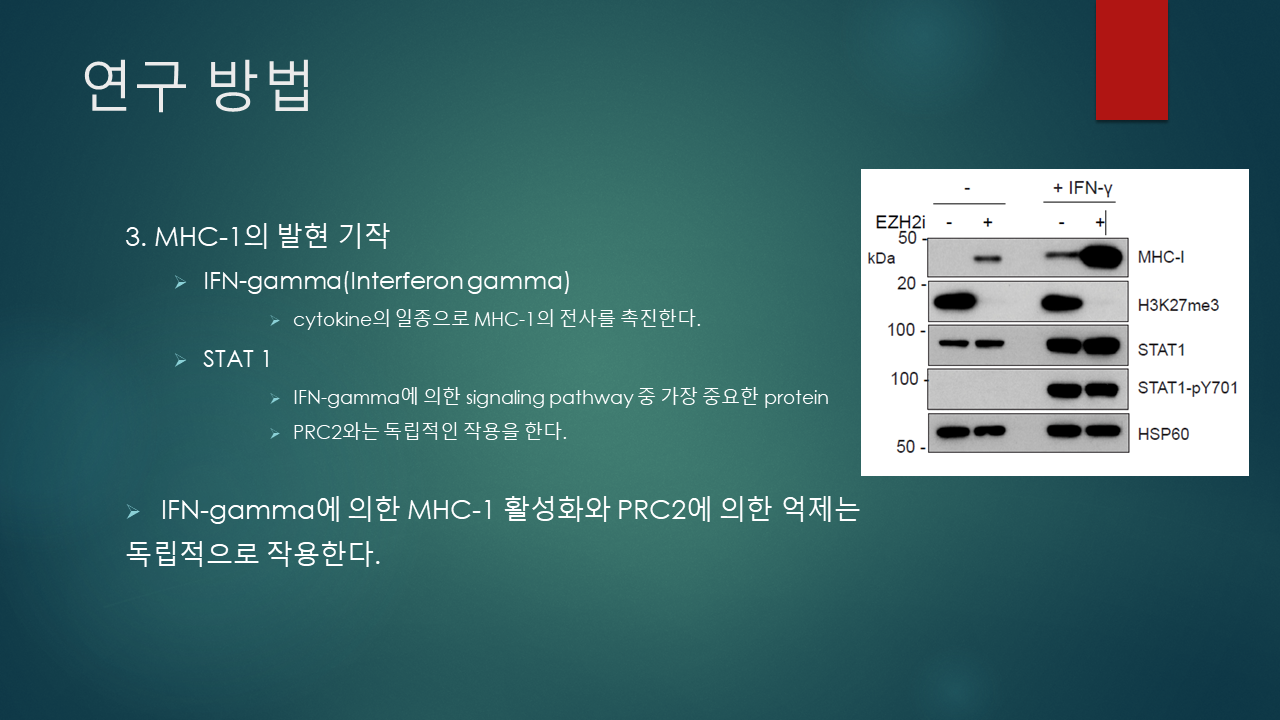 연구 방법
3. MHC-1의 발현 기작
IFN-gamma(Interferon gamma)
cytokine의 일종으로 MHC-1의 전사를 촉진한다.
STAT 1
IFN-gamma에 의한 signaling pathway 중 가장 중요한 protein
PRC2와는 독립적인 작용을 한다.
IFN-gamma에 의한 MHC-1 활성화와 PRC2에 의한 억제는
독립적으로 작용한다.
- + IFN-γ
EZH2i - + - +
50 -
kDa MHC-I
20 -
H3K27me3
100 -
STAT1
100 -
STAT1-pY701
HSP60
50 -